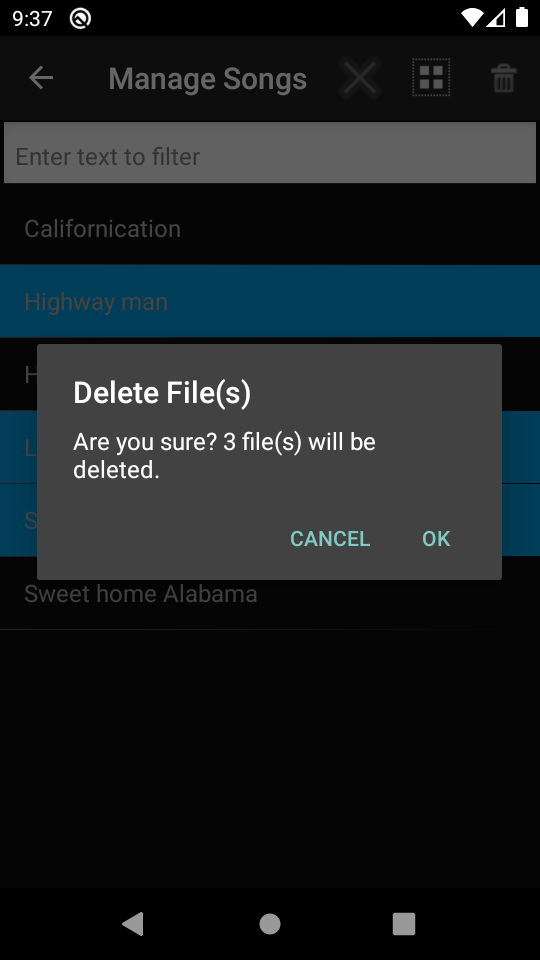 9:37
Manage Songs
Enter text to filter
Californication
Highway man
H
Delete File(s)
Are you sure? 3 file(s) will be
deleted.
L
S
CANCEL OK
Sweet home Alabama